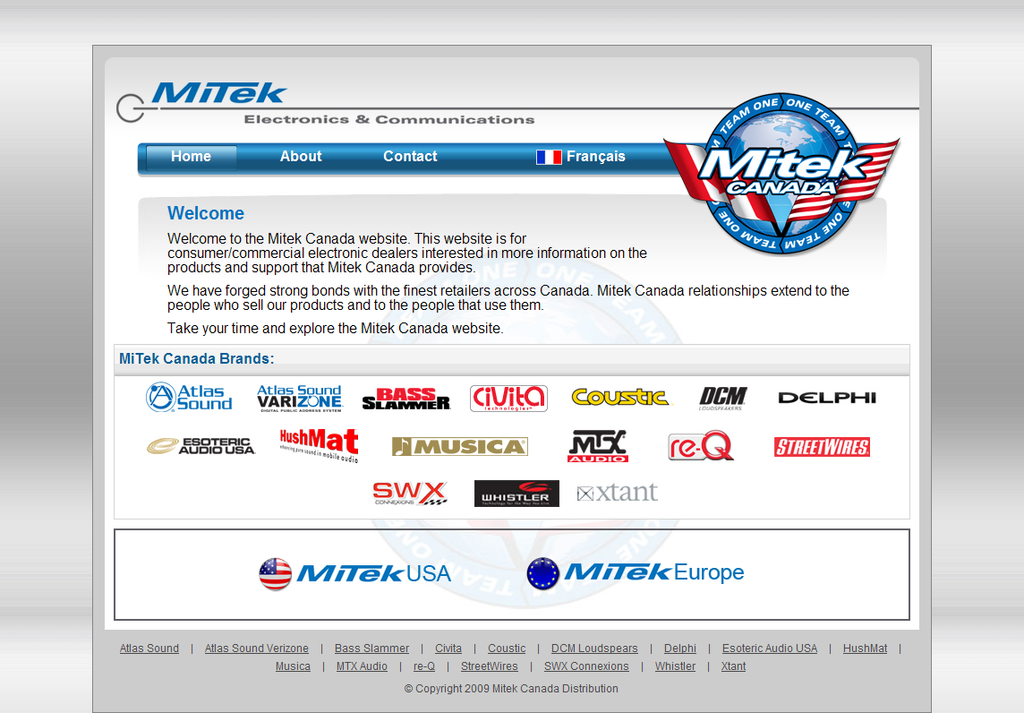 MiTek
Electronics & Communications
Home About Contact Français
ONE TEAM ONE TEAM
Mitek
CANADA
ONE TEAM ONE TEAM
Welcome
Welcome to the Mitek Canada website. This website is for
consumer/commercial electronic dealers interested in more information on the
products and support that Mitek Canada provides.
We have forged strong bonds with the finest retailers across Canada. Mitek Canada relationships extend to the
people who sell our products and to the people that use them.
Take your time and explore the Mitek Canada website.
MiTek Canada Brands:
Atlas Sound
Atlas Sound VARIZONE DIGITAL PUBLIC ADDRESS SYSTEM
BASS SLAMMER
CiVitA technologies
Coustic
DCM LOUDSPEAKERS
DELPHI
ESOTERIC AUDIO USA
HushMat enhancing pure sound in mobile audio
MUSICA
MTX AUDIO
re-Q
STREETWIRES
SWX CONNEXIONS
WHISTLER
xtant
MiTek USA MiTek Europe
Atlas Sound | Atlas Sound Verizone | Bass Slammer | Civita | Coustic | DCM Loudspears | Delphi | Esoteric Audio USA | HushMat |
Musica | MTX Audio | re-Q | StreetWires | SWX Connexions | Whistler | Xtant
© Copyright 2009 Mitek Canada Distribution